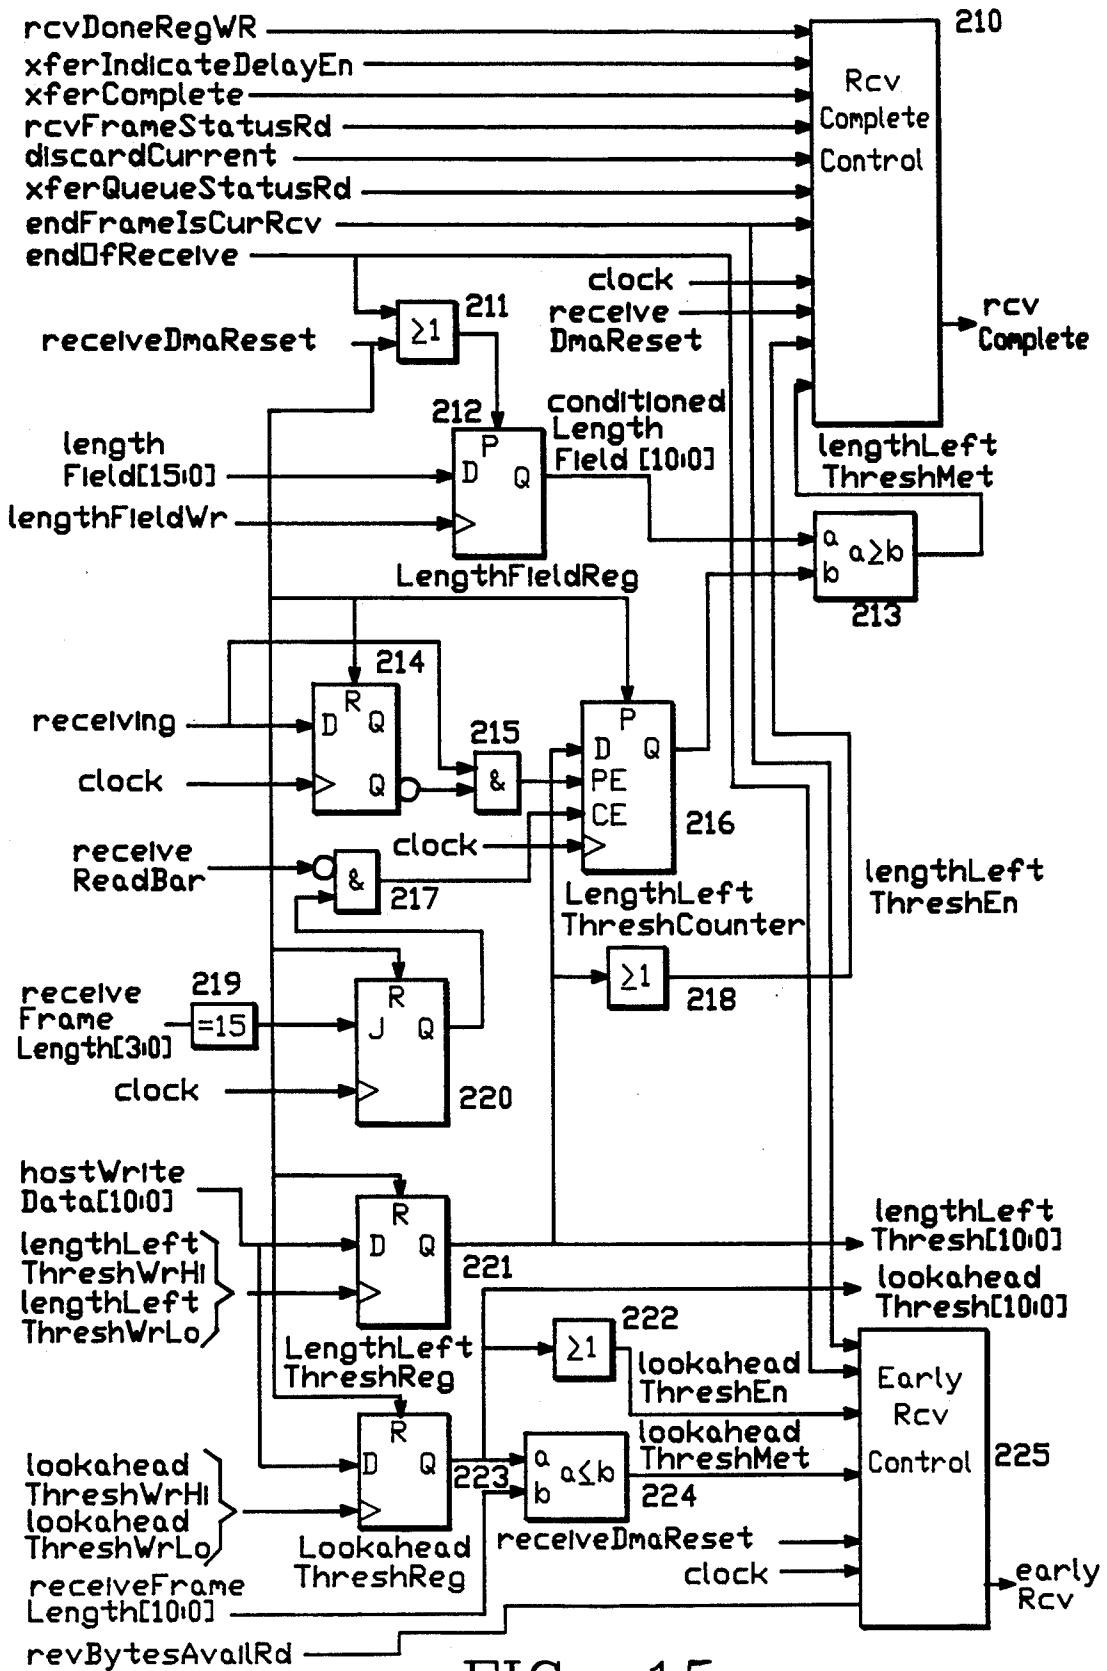 rcvDoneRegWR
210
xferIndicateDelayEn
xferComplete
rcvFrameStatusRd
discardCurrent
xferQueueStatusRd
endFrameIsCurRcv
endOfReceive
Rcv
Complete
Control
clock
receive
DmaReset
rcv
Complete
211
≥1
receiveDmaReset
212
conditioned
Length
Field [10:0]
length
Field[15:0]
P
D
Q
lengthFieldWr
LengthFieldReg
lengthLeft
ThreshMet
a
b
a≥b
213
214
receiving
clock
R
D
Q
Q
215
&
P
D
Q
PE
CE
216
clock
receive
ReadBar
&
217
LengthLeft
ThreshCounter
lengthLeft
ThreshEn
≥1
218
219
receive
Frame
Length[3:0]
=15
R
J
Q
clock
220
hostWrite
Data[10:0]
lengthLeft
ThreshWrHi
lengthLeft
ThreshWrLo
R
D
Q
221
LengthLeft
ThreshReg
lengthLeft
Thresh[10:0]
lookahead
Thresh[10:0]
222
≥1
lookahead
ThreshEn
lookahead
ThreshMet
Early
Rcv
Control
225
lookahead
ThreshWrHi
lookahead
ThreshWrLo
R
D
Q
223
Lookahead
ThreshReg
a
b
a≤b
224
receiveDmaReset
clock
early
Rcv
receiveFrame
Length[10:0]
revBytesAvailRd
FIG. 15